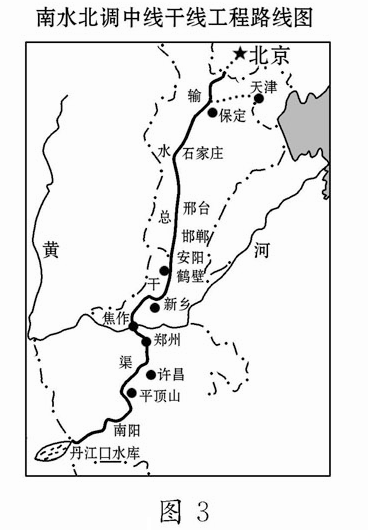 南水北调中线干线工程路线图
北京
天津
输
保定
水
石家庄
总
邢台
邯郸
黄
河
安阳
干
鹤壁
新乡
焦作
郑州
渠
许昌
平顶山
南阳
丹江口水库
图 3